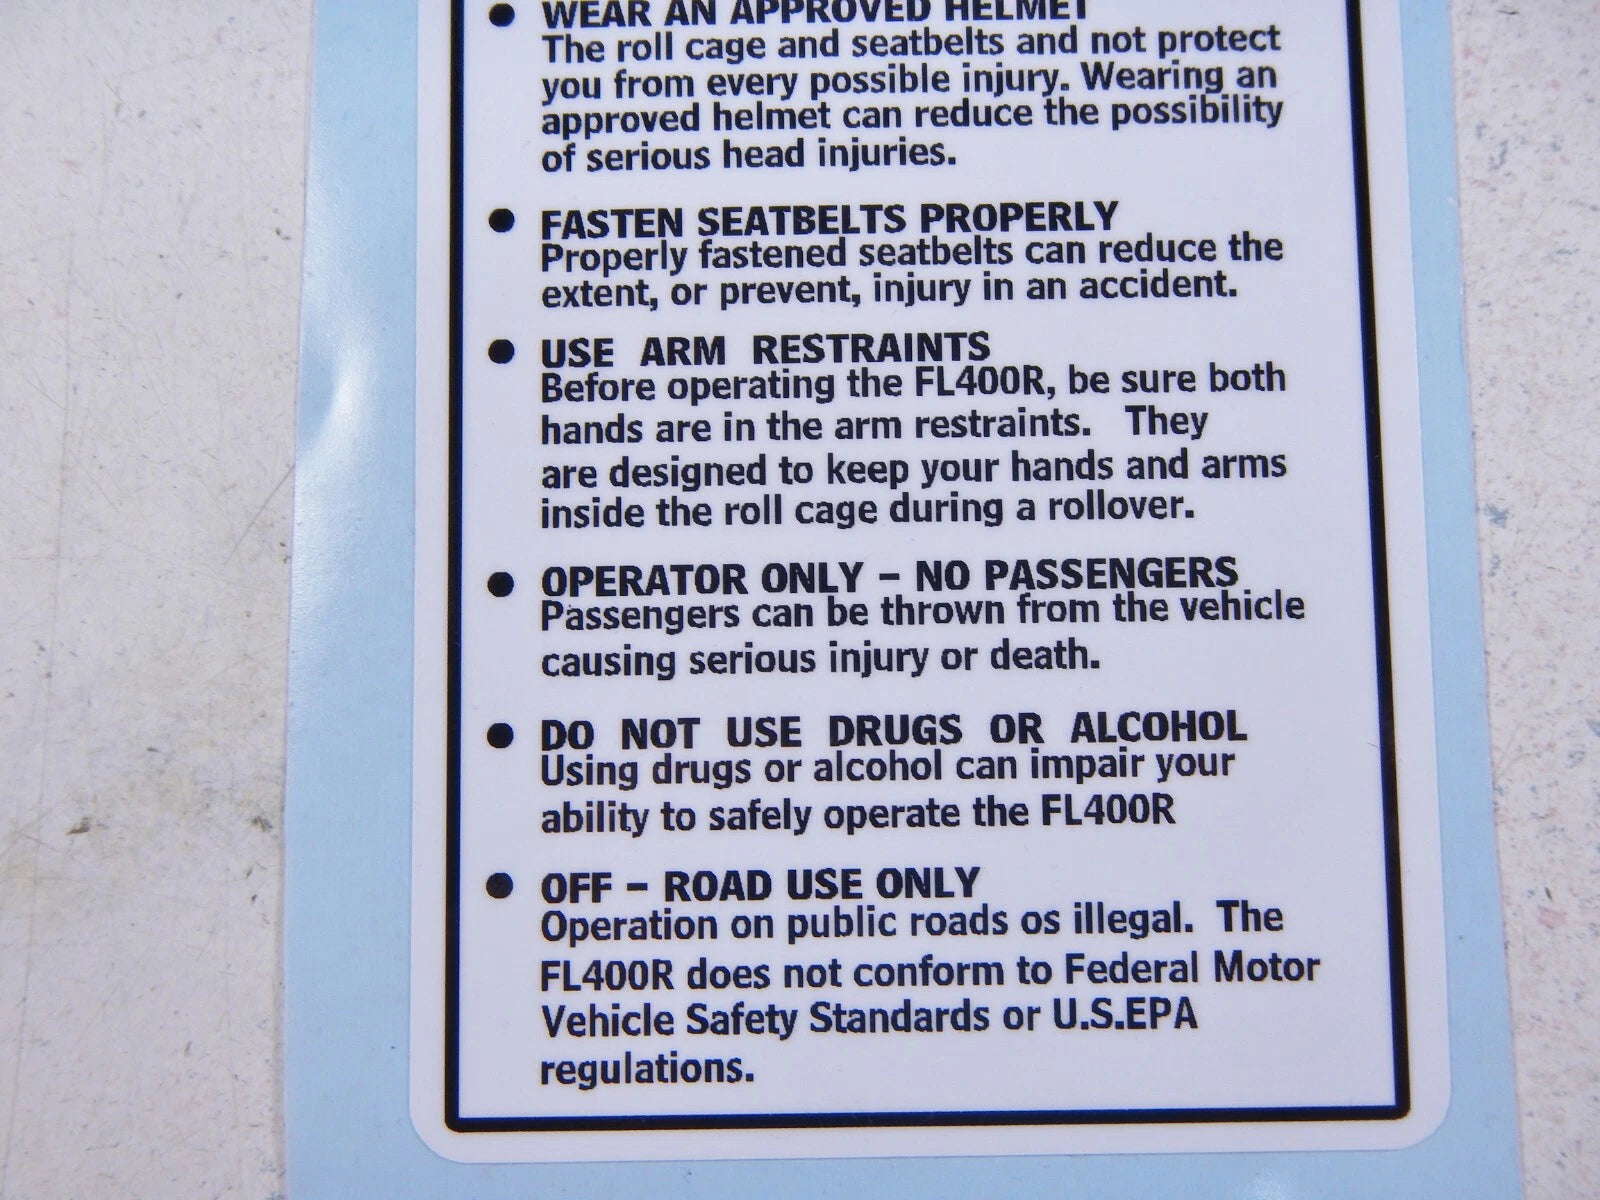 • WEAR AN APPROVED HELMET
The roll cage and seatbelts and not protect
you from every possible injury. Wearing an
approved helmet can reduce the possibility
of serious head injuries.
• FASTEN SEATBELTS PROPERLY
Properly fastened seatbelts can reduce the
extent, or prevent, injury in an accident.
• USE ARM RESTRAINTS
Before operating the FL400R, be sure both
hands are in the arm restraints. They
are designed to keep your hands and arms
inside the roll cage during a rollover.
• OPERATOR ONLY – NO PASSENGERS
Passengers can be thrown from the vehicle
causing serious injury or death.
• DO NOT USE DRUGS OR ALCOHOL
Using drugs or alcohol can impair your
ability to safely operate the FL400R
• OFF – ROAD USE ONLY
Operation on public roads os illegal. The
FL400R does not conform to Federal Motor
Vehicle Safety Standards or U.S.EPA
regulations.